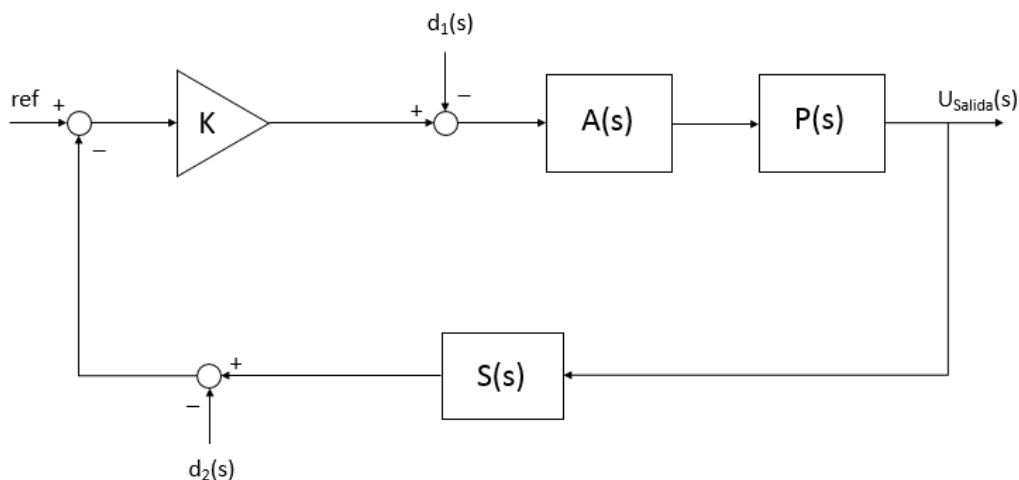 d₁(s)
ref + − K + − A(s) P(s) U_Salida(s)
S(s)
+ −
d₂(s)